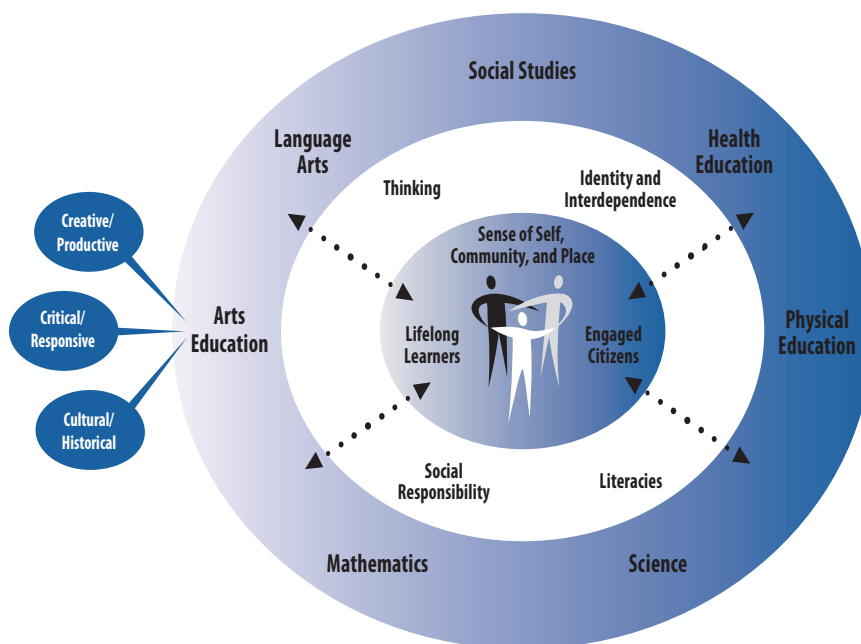 Social Studies
Language
Arts
Health
Education
Thinking
Identity and
Interdependence
Creative/
Productive
Sense of Self,
Community, and Place
Critical/
Responsive
Arts
Education
Lifelong
Learners
Engaged
Citizens
Physical
Education
Cultural/
Historical
Social
Responsibility
Literacies
Mathematics
Science